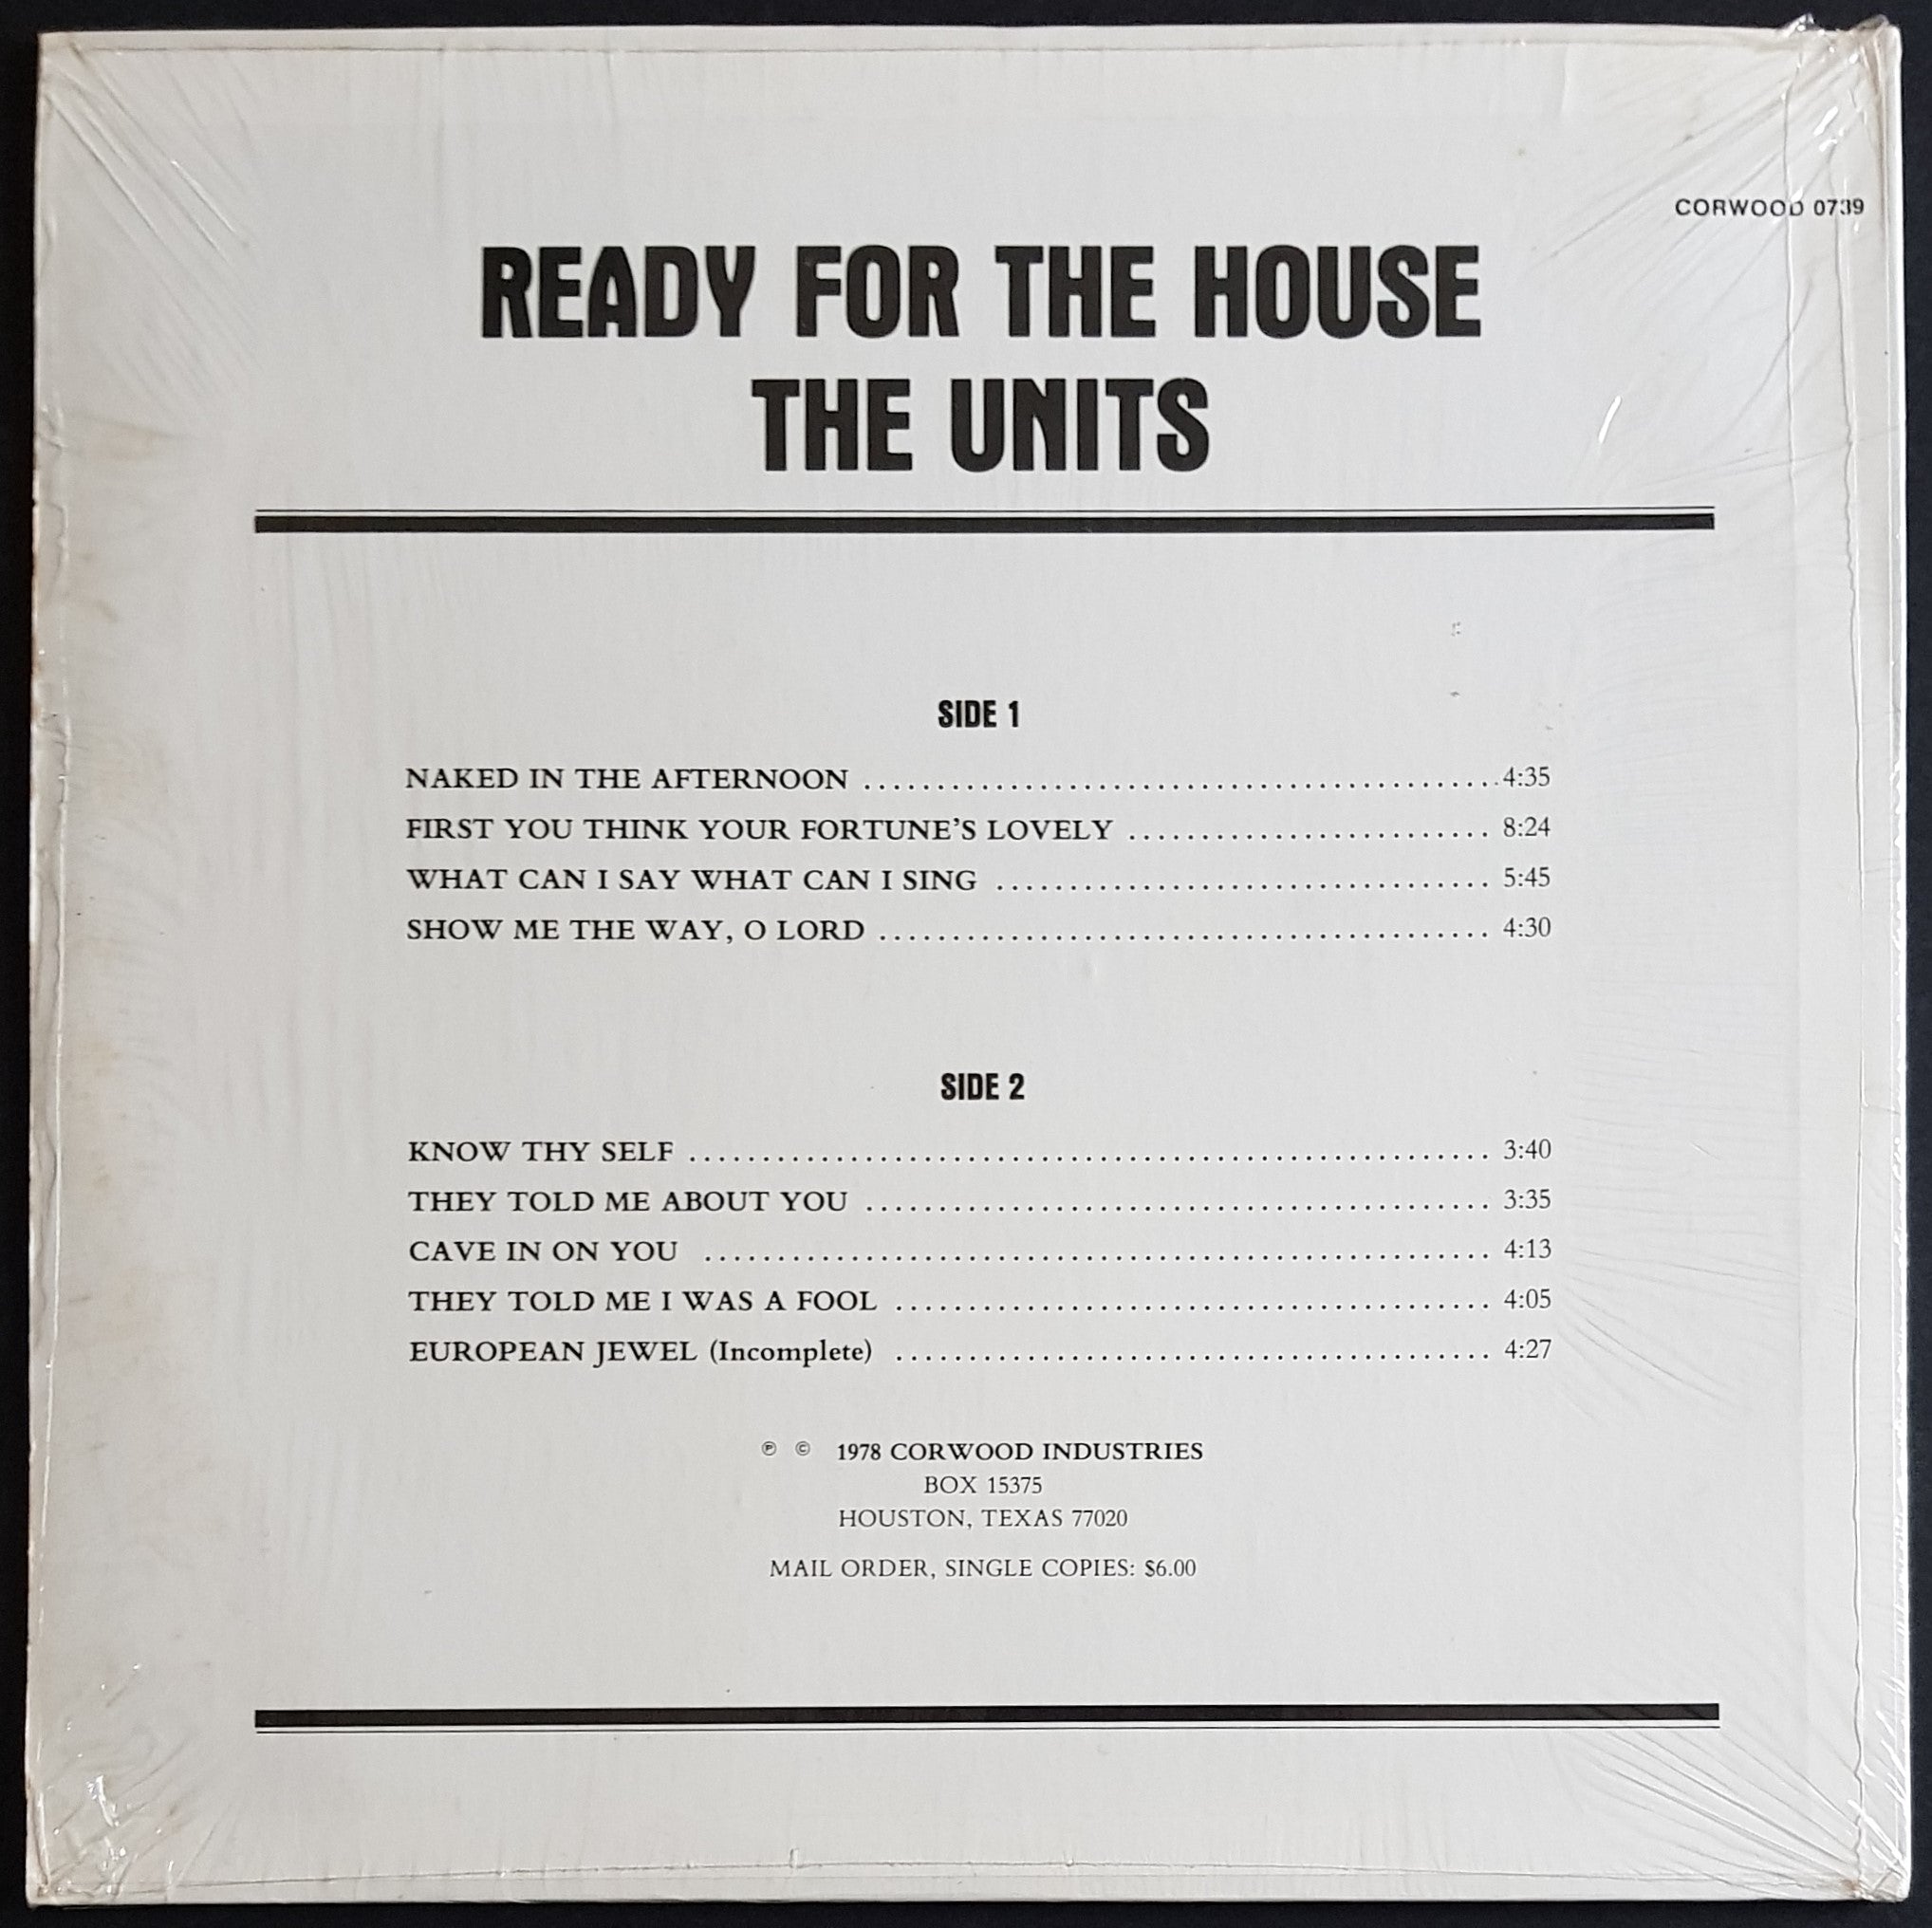 CORWOOD 0739
READY FOR THE HOUSE
THE UNITS
SIDE 1
NAKED IN THE AFTERNOON ........................................... 4:35
FIRST YOU THINK YOUR FORTUNE'S LOVELY ......................... 8:24
WHAT CAN I SAY WHAT CAN I SING .................................. 5:45
SHOW ME THE WAY, O LORD .......................................... 4:30
SIDE 2
KNOW THY SELF ....................................................... 3:40
THEY TOLD ME ABOUT YOU ........................................... 3:35
CAVE IN ON YOU ...................................................... 4:13
THEY TOLD ME I WAS A FOOL ......................................... 4:05
EUROPEAN JEWEL (Incomplete) ......................................... 4:27
℗ © 1978 CORWOOD INDUSTRIES
BOX 15375
HOUSTON, TEXAS 77020
MAIL ORDER, SINGLE COPIES: $6.00